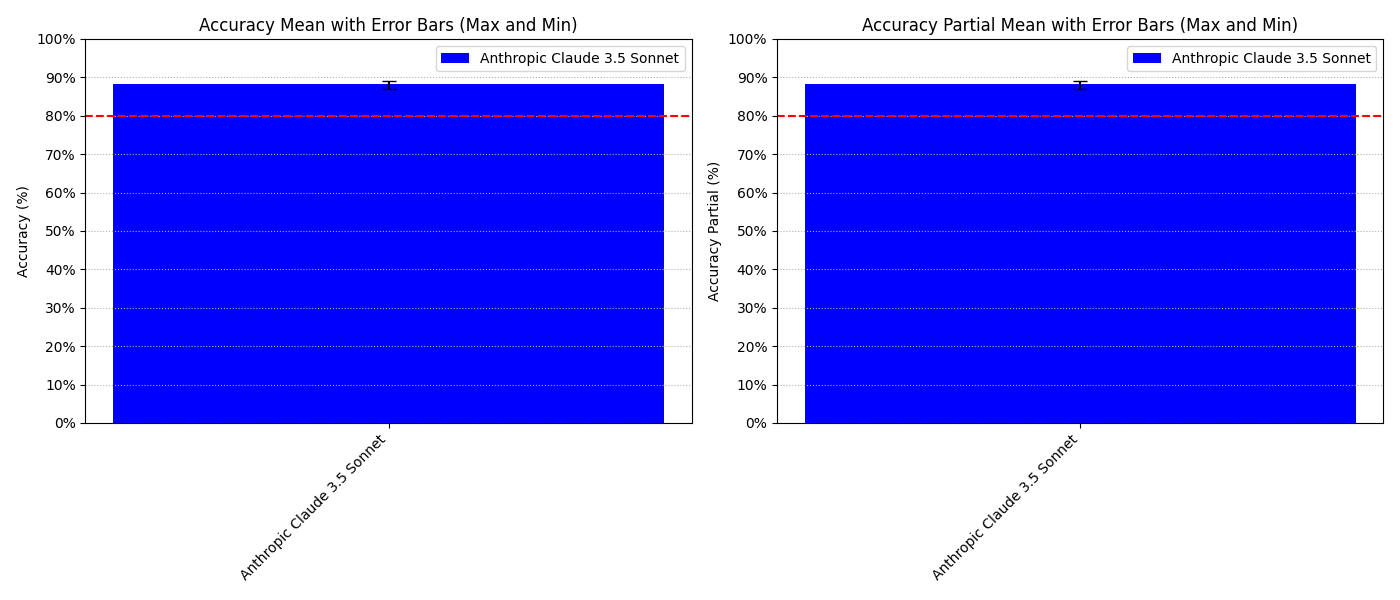 Accuracy Mean with Error Bars (Max and Min)
100%
90%
80%
70%
60%
50%
40%
30%
20%
10%
0%
Accuracy (%)
Anthropic Claude 3.5 Sonnet
Anthropic Claude 3.5 Sonnet
Accuracy Partial Mean with Error Bars (Max and Min)
100%
90%
80%
70%
60%
50%
40%
30%
20%
10%
0%
Accuracy Partial (%)
Anthropic Claude 3.5 Sonnet
Anthropic Claude 3.5 Sonnet